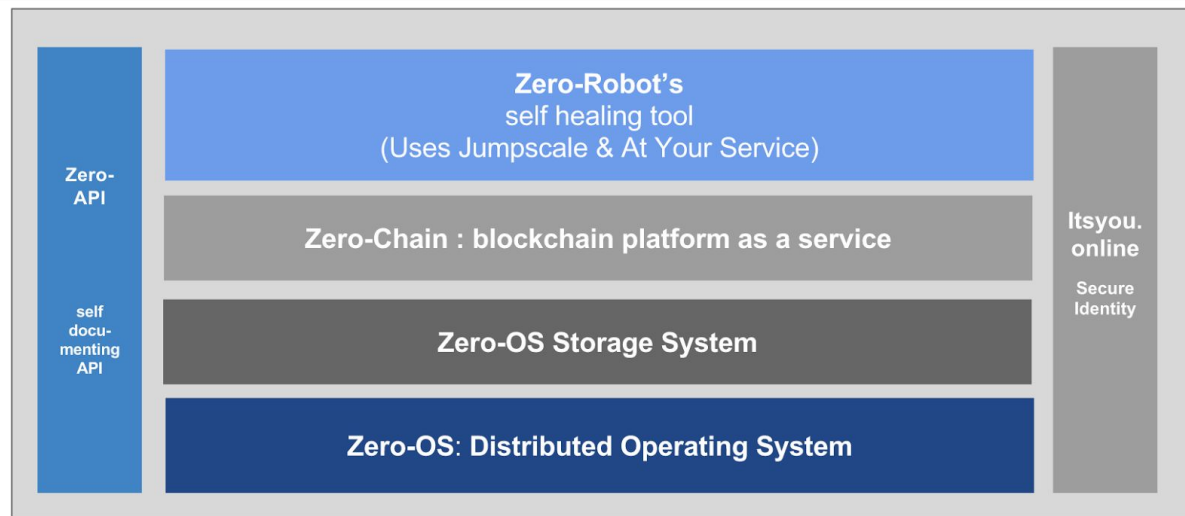 Zero-
API
self
docu-
menting
API
Zero-Robot's
self healing tool
(Uses Jumpscale & At Your Service)
Zero-Chain : blockchain platform as a service
Zero-OS Storage System
Zero-OS: Distributed Operating System
Itsyou.
online
Secure
Identity